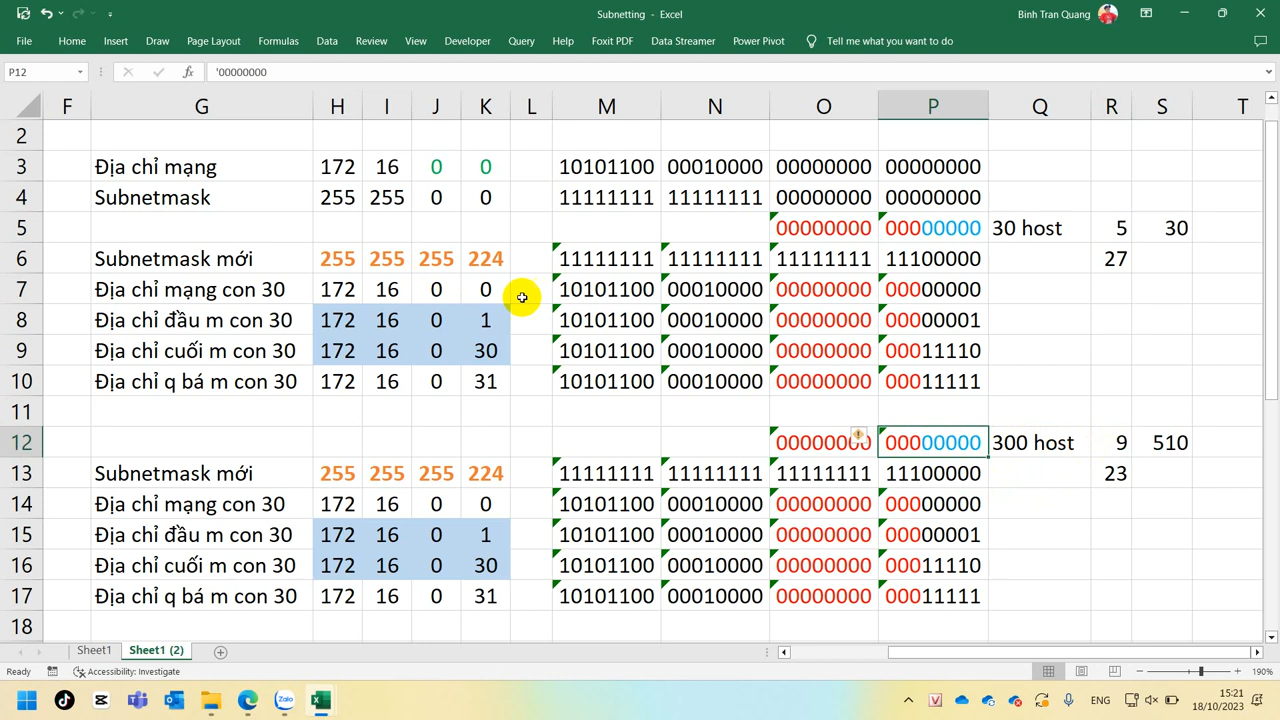 Subnetting - Excel
Binh Tran Quang
File Home Insert Draw Page Layout Formulas Data Review View Developer Query Help Foxit PDF Data Streamer Power Pivot Tell me what you want to do
P12 fx '00000000
F G H I J K L M N O P Q R S T
2
3 Địa chỉ mạng 172 16 0 0 10101100 00010000 00000000 00000000
4 Subnetmask 255 255 0 0 11111111 11111111 00000000 00000000
5 00000000 00000000 30 host 5 30
6 Subnetmask mới 255 255 255 224 11111111 11111111 11111111 11100000 27
7 Địa chỉ mạng con 30 172 16 0 0 10101100 00010000 00000000 00000000
8 Địa chỉ đầu m con 30 172 16 0 1 10101100 00010000 00000000 00000001
9 Địa chỉ cuối m con 30 172 16 0 30 10101100 00010000 00000000 00011110
10 Địa chỉ q bá m con 30 172 16 0 31 10101100 00010000 00000000 00011111
11
12 00000000 00000000 300 host 9 510
13 Subnetmask mới 255 255 255 224 11111111 11111111 11111111 11100000 23
14 Địa chỉ mạng con 30 172 16 0 0 10101100 00010000 00000000 00000000
15 Địa chỉ đầu m con 30 172 16 0 1 10101100 00010000 00000000 00000001
16 Địa chỉ cuối m con 30 172 16 0 30 10101100 00010000 00000000 00011110
17 Địa chỉ q bá m con 30 172 16 0 31 10101100 00010000 00000000 00011111
18
Sheet1 Sheet1 (2)
Ready Accessibility: Investigate 190%
Zalo ENG 15:21
18/10/2023